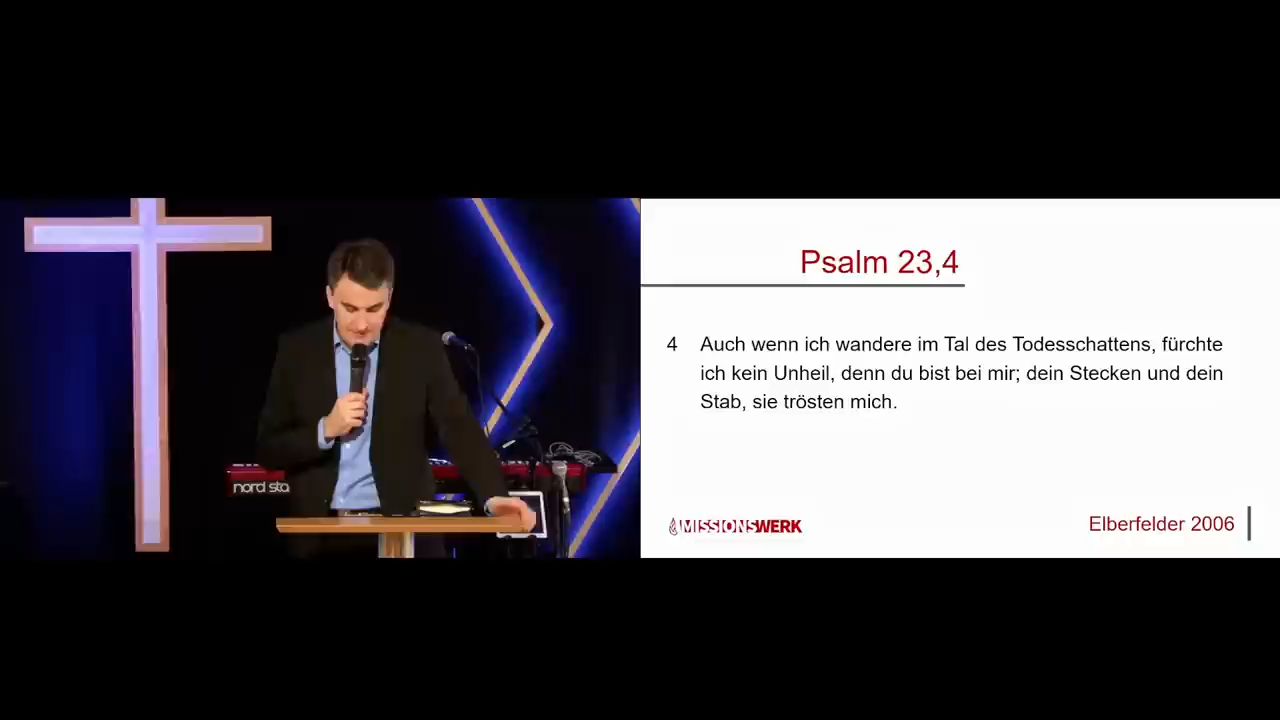 nord sta
Psalm 23,4
4 Auch wenn ich wandere im Tal des Todesschattens, fürchte
ich kein Unheil, denn du bist bei mir; dein Stecken und dein
Stab, sie trösten mich.
MISSIONSWERK
Elberfelder 2006